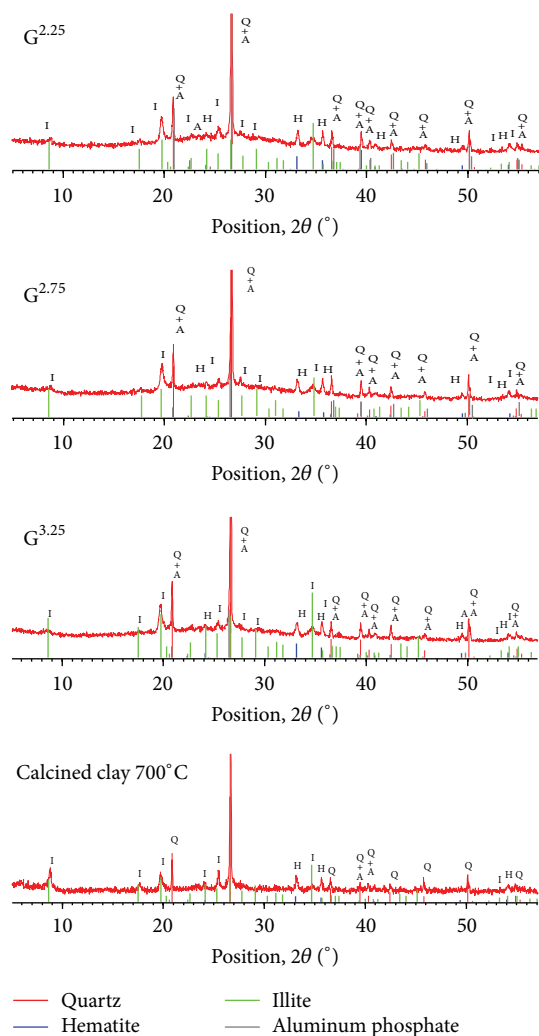 G2.25
Q+A
Q+A
I
I
I
I
I
A
H
I
I
I
H
I
H
Q+A
Q+A
Q+A
H
Q+A
Q+A
H
Q+A
I
H
I
Q+A
10 20 30 40 50
Position, 2θ (°)
G2.75
Q+A
Q+A
I
I
H
I
I
I
H
I
H
Q+A
Q+A
Q+A
Q+A
H
Q+A
I
H
I
Q+A
10 20 30 40 50
Position, 2θ (°)
G3.25
Q+A
Q+A
I
I
I
H
I
I
I
H
I
I
Q+A
Q+A
Q+A
Q+A
Q+A
H
A
Q+A
I
H
I
Q+A
10 20 30 40 50
Position, 2θ (°)
Calcined clay 700°C
I
I
I
Q
I
I
H
I
H
Q
Q+A
Q+A
Q
Q
Q
I
H
Q
10 20 30 40 50
Position, 2θ (°)
Quartz Illite
Hematite Aluminum phosphate